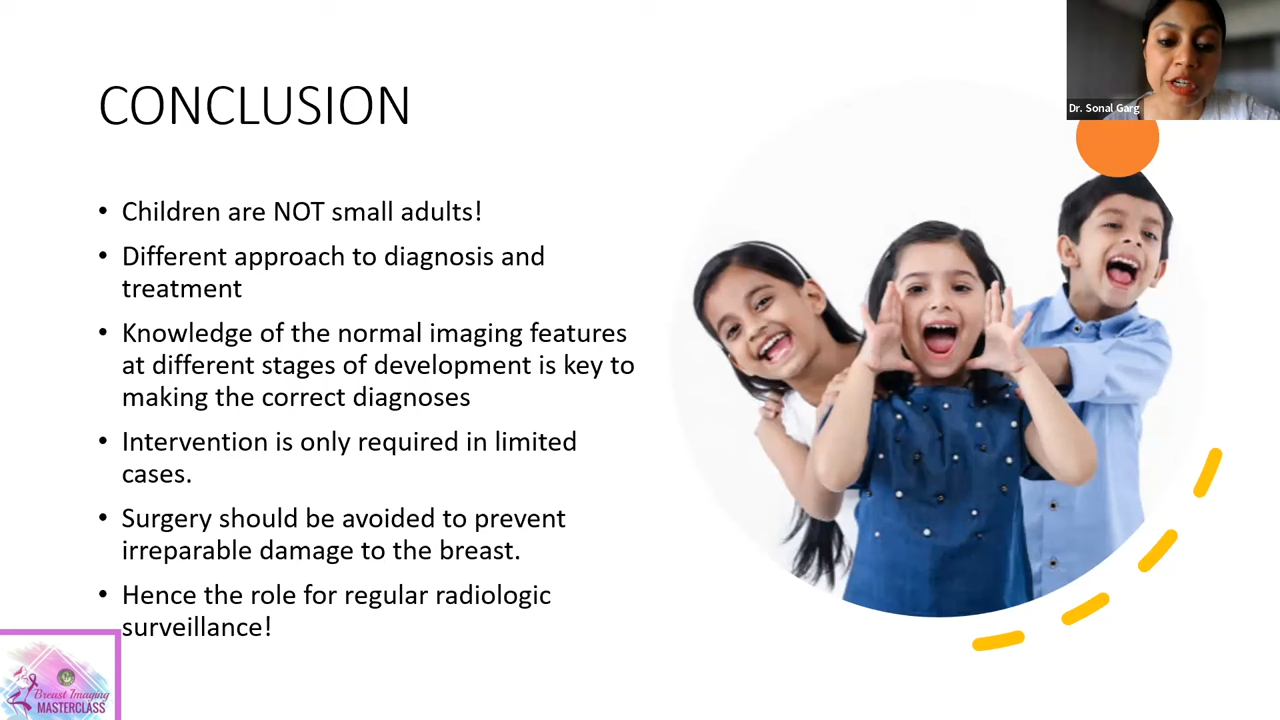 Dr. Sonal Garg
CONCLUSION
• Children are NOT small adults!
• Different approach to diagnosis and
treatment
• Knowledge of the normal imaging features
at different stages of development is key to
making the correct diagnoses
• Intervention is only required in limited
cases.
• Surgery should be avoided to prevent
irreparable damage to the breast.
• Hence the role for regular radiologic
surveillance!
Breast Imaging
MASTERCLASS